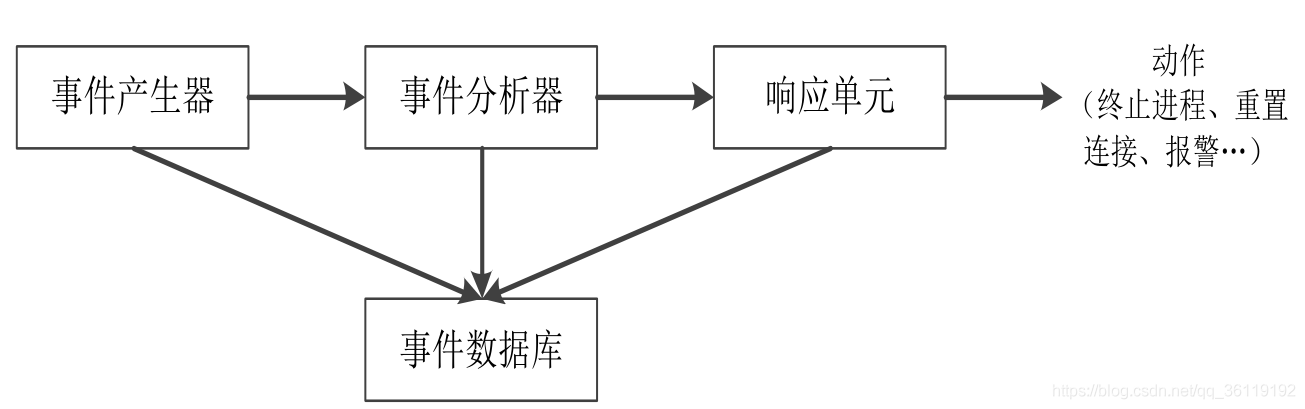 事件产生器
事件分析器
响应单元
动作
（终止进程、重置
连接、报警…）
事件数据库
https://blog.csdn.net/qq_36119192